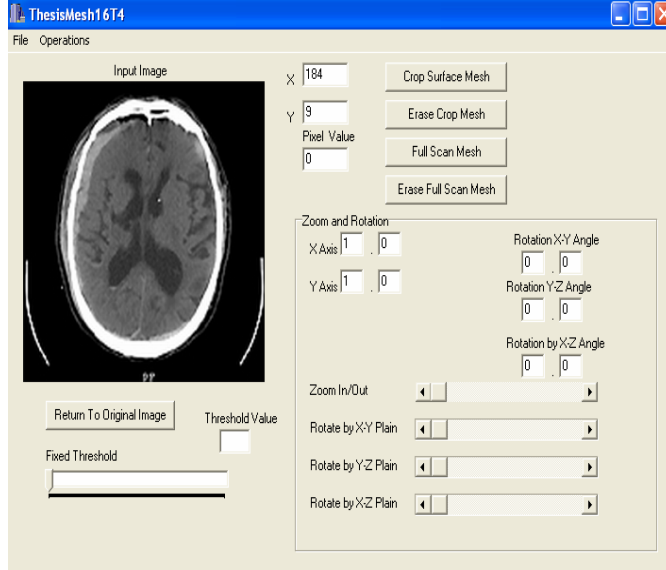 ThesisMesh16T4
File Operations
Input Image
X 184
Y 9
Pixel Value
0
Crop Surface Mesh
Erase Crop Mesh
Full Scan Mesh
Erase Full Scan Mesh
Zoom and Rotation
X Axis 1 . 0
Y Axis 1 . 0
Rotation X-Y Angle
0 . 0
Rotation Y-Z Angle
0 . 0
Rotation by X-Z Angle
0 . 0
Zoom In/Out
Rotate by X-Y Plain
Rotate by Y-Z Plain
Rotate by X-Z Plain
Return To Original Image
Threshold Value
Fixed Threshold